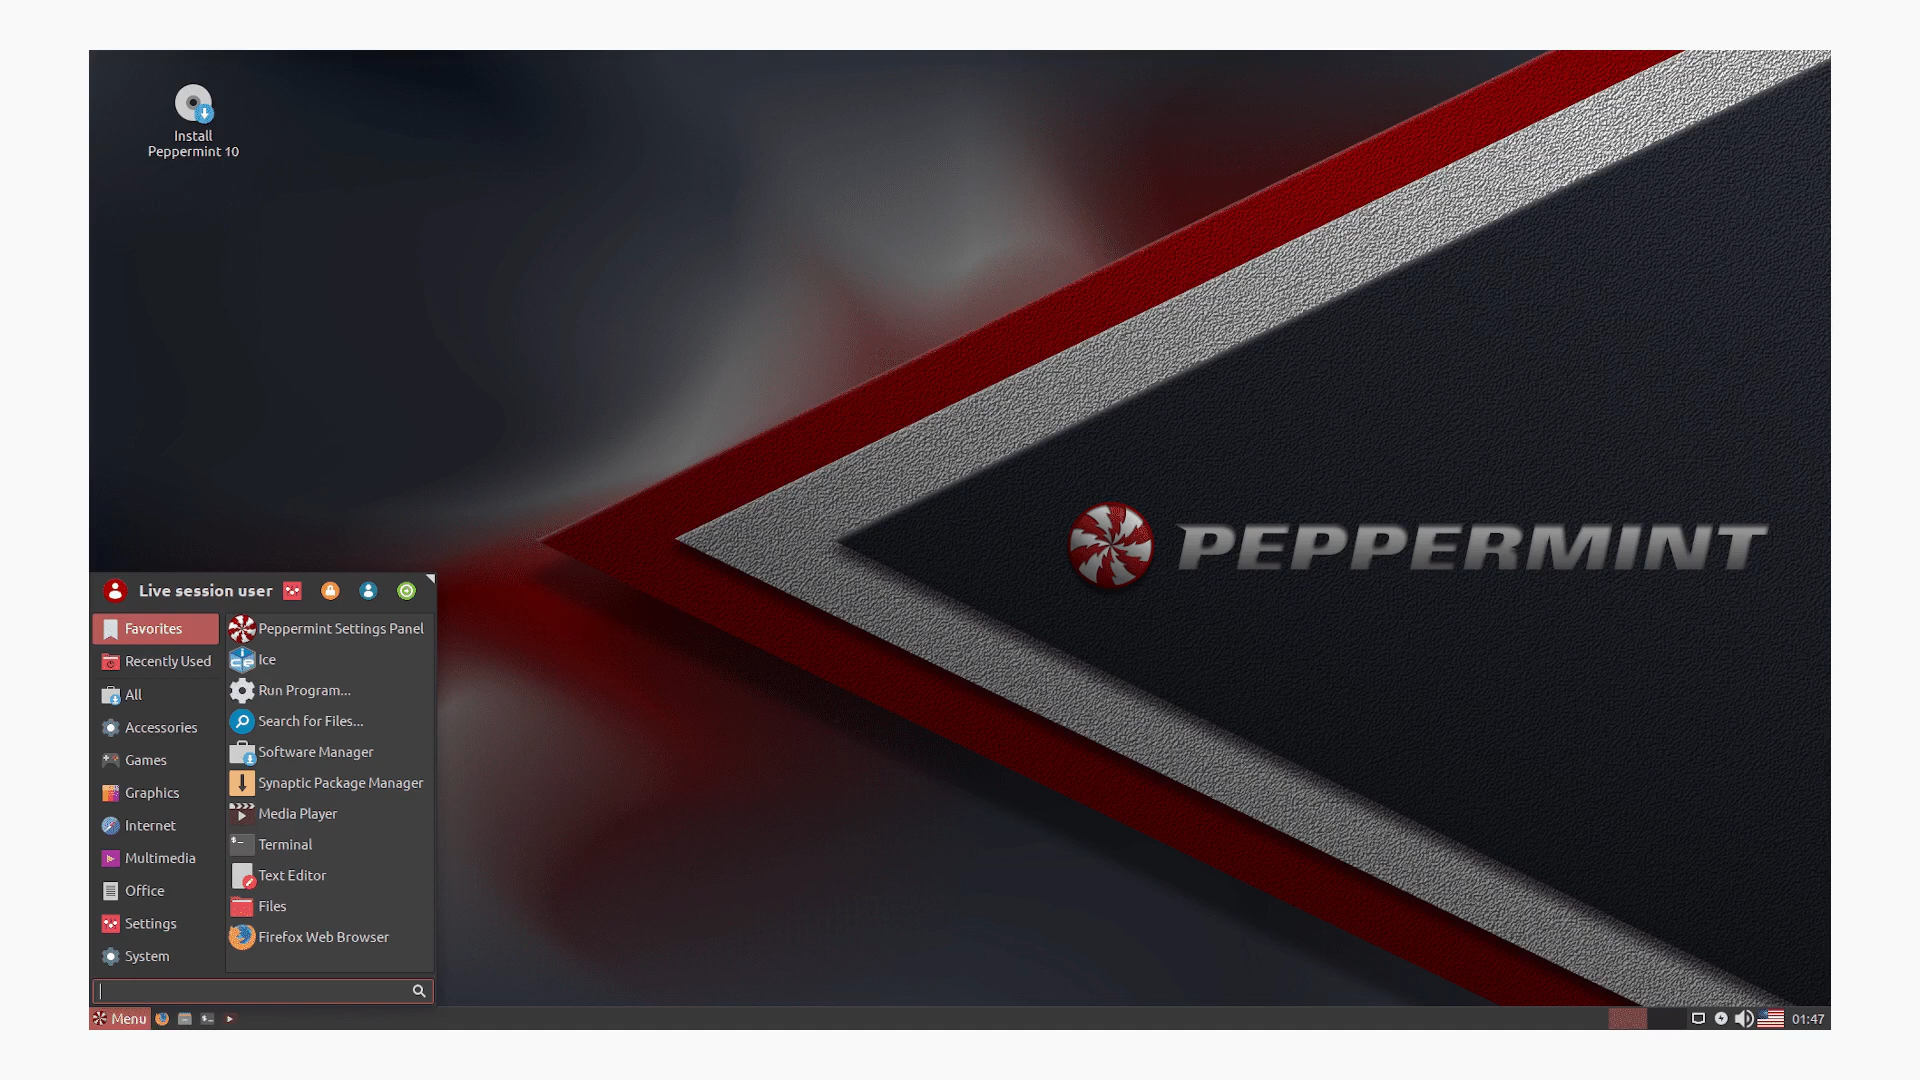 Install
Peppermint 10
PEPPERMINT
Live session user
Favorites
Recently Used
All
Accessories
Games
Graphics
Internet
Multimedia
Office
Settings
System
Peppermint Settings Panel
ice
Ice
Run Program...
Search for Files...
Software Manager
Synaptic Package Manager
Media Player
$-
Terminal
Text Editor
Files
Firefox Web Browser
Menu
$-
01:47